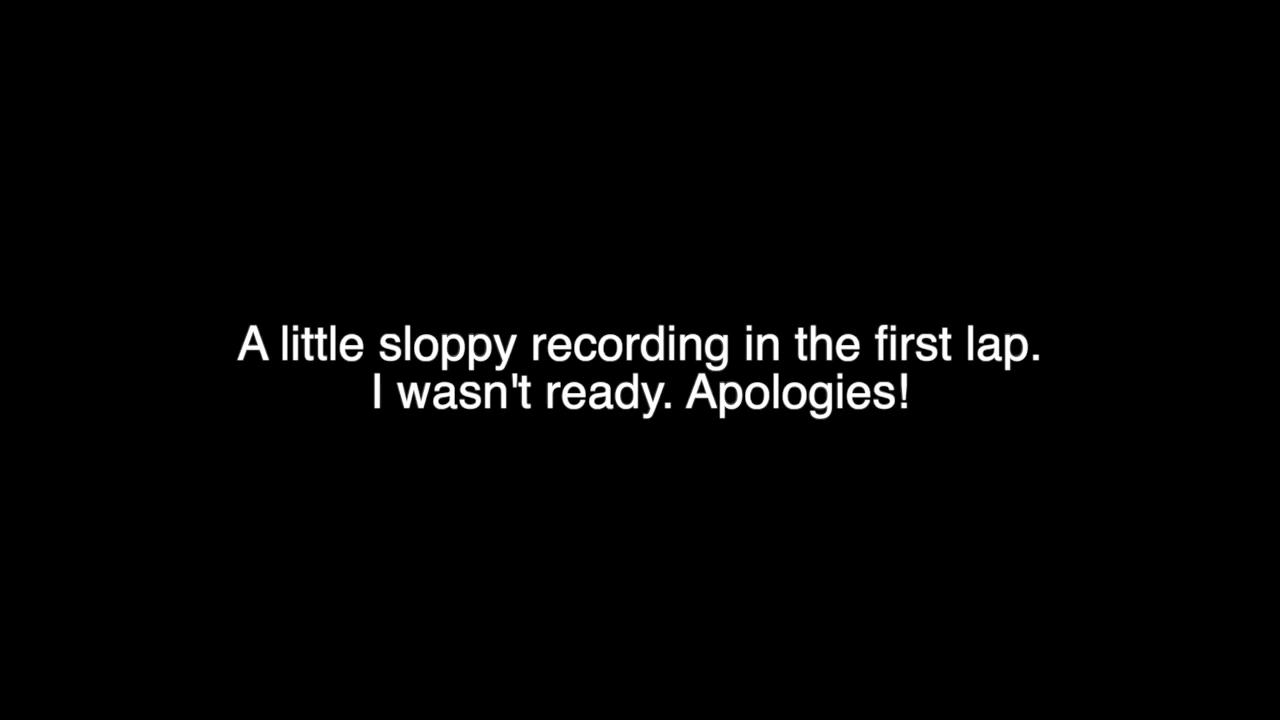 A little sloppy recording in the first lap.
I wasn't ready. Apologies!